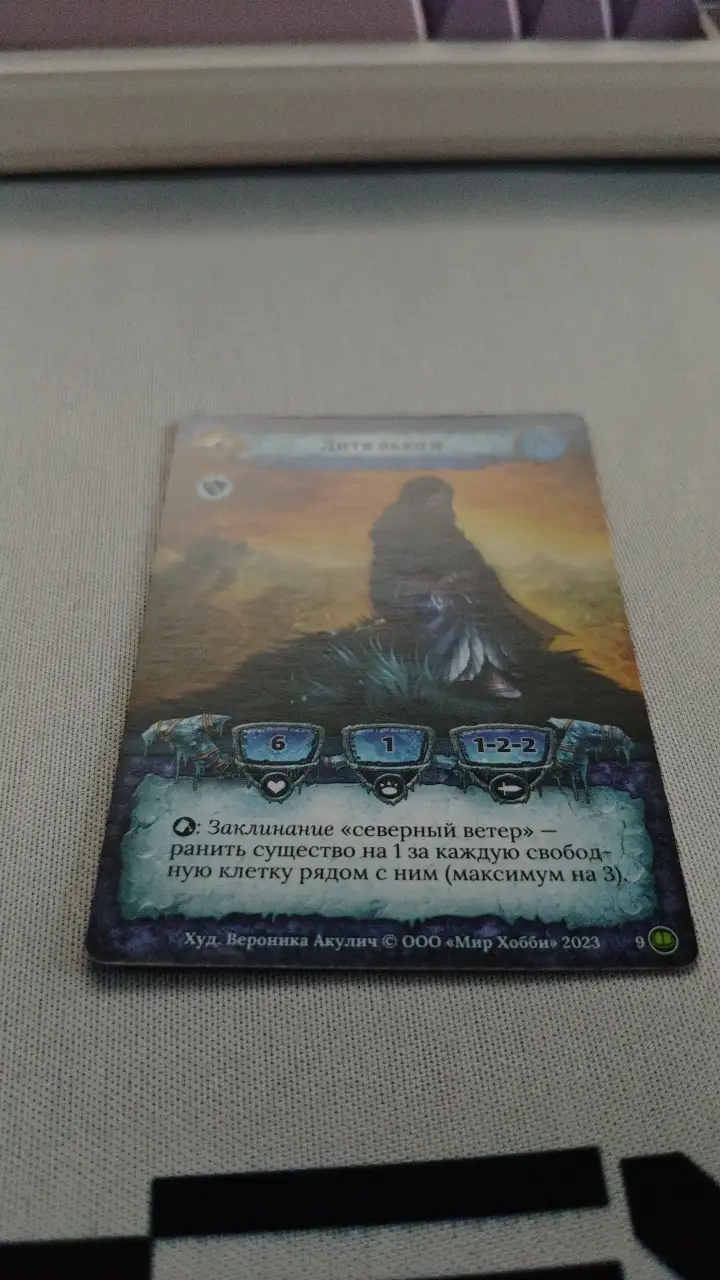 Дитя вьюги
6 1 1-2-2
: Заклинание «северный ветер» —
ранить существо на 1 за каждую свобод-
ную клетку рядом с ним (максимум на 3).
Худ. Вероника Акулич © ООО «Мир Хобби» 2023 9